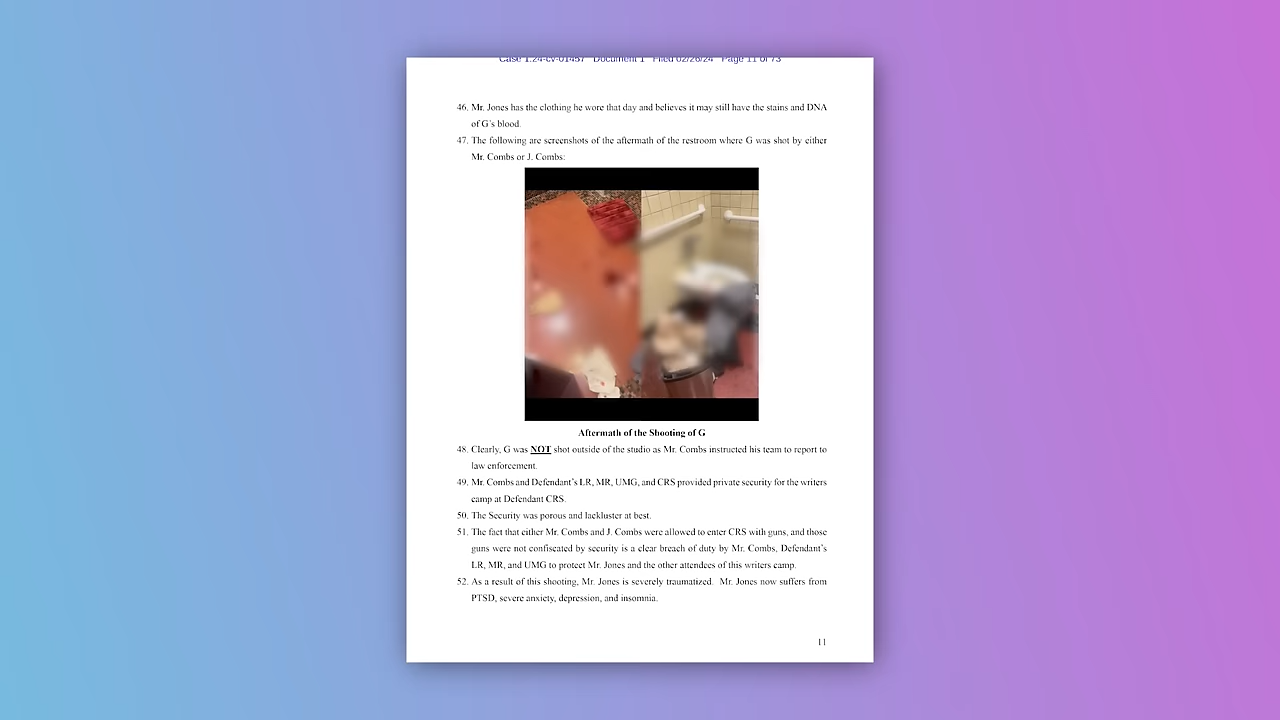 Case 1:24-cv-01457 Document 1 Filed 02/26/24 Page 11 of 73
46. Mr. Jones has the clothing he wore that day and believes it may still have the stains and DNA
of G's blood.
47. The following are screenshots of the aftermath of the restroom where G was shot by either
Mr. Combs or J. Combs:
Aftermath of the Shooting of G
48. Clearly, G was NOT shot outside of the studio as Mr. Combs instructed his team to report to
law enforcement.
49. Mr. Combs and Defendant's LR, MR, UMG, and CRS provided private security for the writers
camp at Defendant CRS.
50. The Security was porous and lackluster at best.
51. The fact that either Mr. Combs and J. Combs were allowed to enter CRS with guns, and those
guns were not confiscated by security is a clear breach of duty by Mr. Combs, Defendant's
LR, MR, and UMG to protect Mr. Jones and the other attendees of this writers camp.
52. As a result of this shooting, Mr. Jones is severely traumatized. Mr. Jones now suffers from
PTSD, severe anxiety, depression, and insomnia.
11